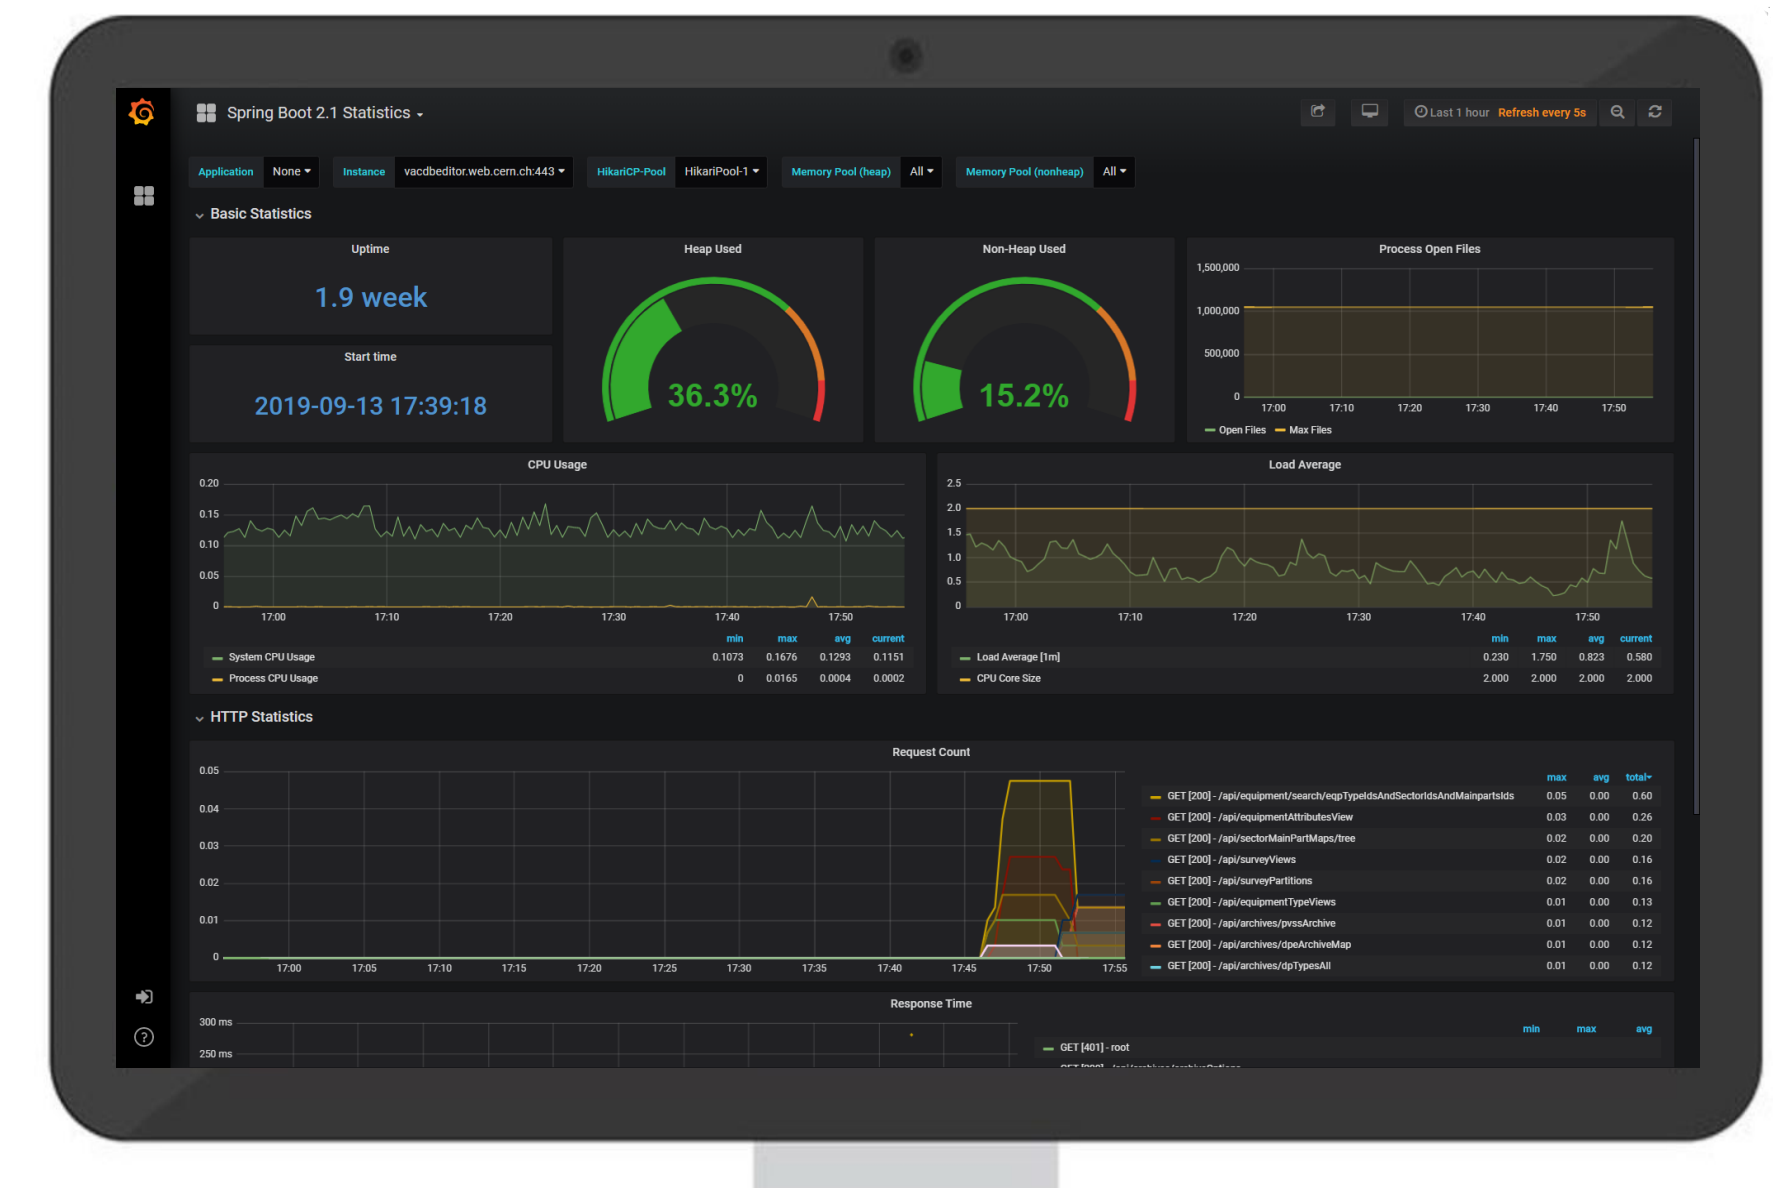 Spring Boot 2.1 Statistics
Last 1 hour Refresh every 5s
Application None Instance vacdbeditor.web.cern.ch:443 HikariCP-Pool HikariPool-1 Memory Pool (heap) All Memory Pool (nonheap) All
Basic Statistics
Uptime
1.9 week
Start time
2019-09-13 17:39:18
Heap Used
36.3%
Non-Heap Used
15.2%
Process Open Files
1,500,000
1,000,000
500,000
0
17:00 17:10 17:20 17:30 17:40 17:50
Open Files Max Files
CPU Usage
0.20
0.15
0.10
0.05
0
17:00 17:10 17:20 17:30 17:40 17:50
min max avg current
System CPU Usage 0.1073 0.1676 0.1293 0.1151
Process CPU Usage 0 0.0165 0.0004 0.0002
Load Average
2.5
2.0
1.5
1.0
0.5
0
17:00 17:10 17:20 17:30 17:40 17:50
min max avg current
Load Average [1m] 0.230 1.750 0.823 0.580
CPU Core Size 2.000 2.000 2.000 2.000
HTTP Statistics
Request Count
0.05
0.04
0.03
0.02
0.01
0
17:00 17:05 17:10 17:15 17:20 17:25 17:30 17:35 17:40 17:45 17:50 17:55
max avg total
GET [200] - /api/equipment/search/eqpTypeIdsAndSectorIdsAndMainpartsIds 0.05 0.00 0.60
GET [200] - /api/equipmentAttributesView 0.03 0.00 0.26
GET [200] - /api/sectorMainPartMaps/tree 0.02 0.00 0.20
GET [200] - /api/surveyViews 0.02 0.00 0.16
GET [200] - /api/surveyPartitions 0.02 0.00 0.16
GET [200] - /api/equipmentTypeViews 0.01 0.00 0.13
GET [200] - /api/archives/pvssArchive 0.01 0.00 0.12
GET [200] - /api/archives/dpeArchiveMap 0.01 0.00 0.12
GET [200] - /api/archives/dpTypesAll 0.01 0.00 0.12
Response Time
300 ms
250 ms
min max avg
GET [401] - root